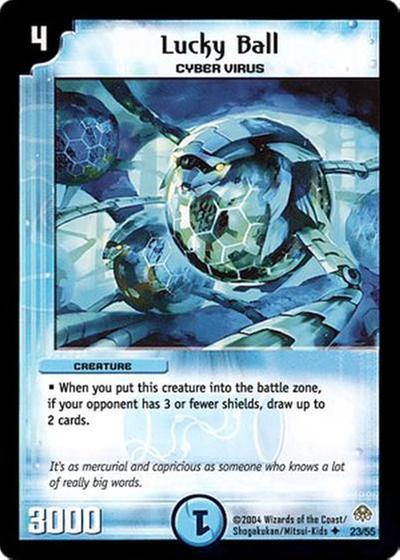 4
Lucky Ball
CYBER VIRUS
CREATURE
▪ When you put this creature into the battle zone,
if your opponent has 3 or fewer shields, draw up to
2 cards.
It's as mercurial and capricious as someone who knows a lot
of really big words.
3000
1
©2004 Wizards of the Coast/
Shogakukan/Mitsui-Kids ✦ 23/55